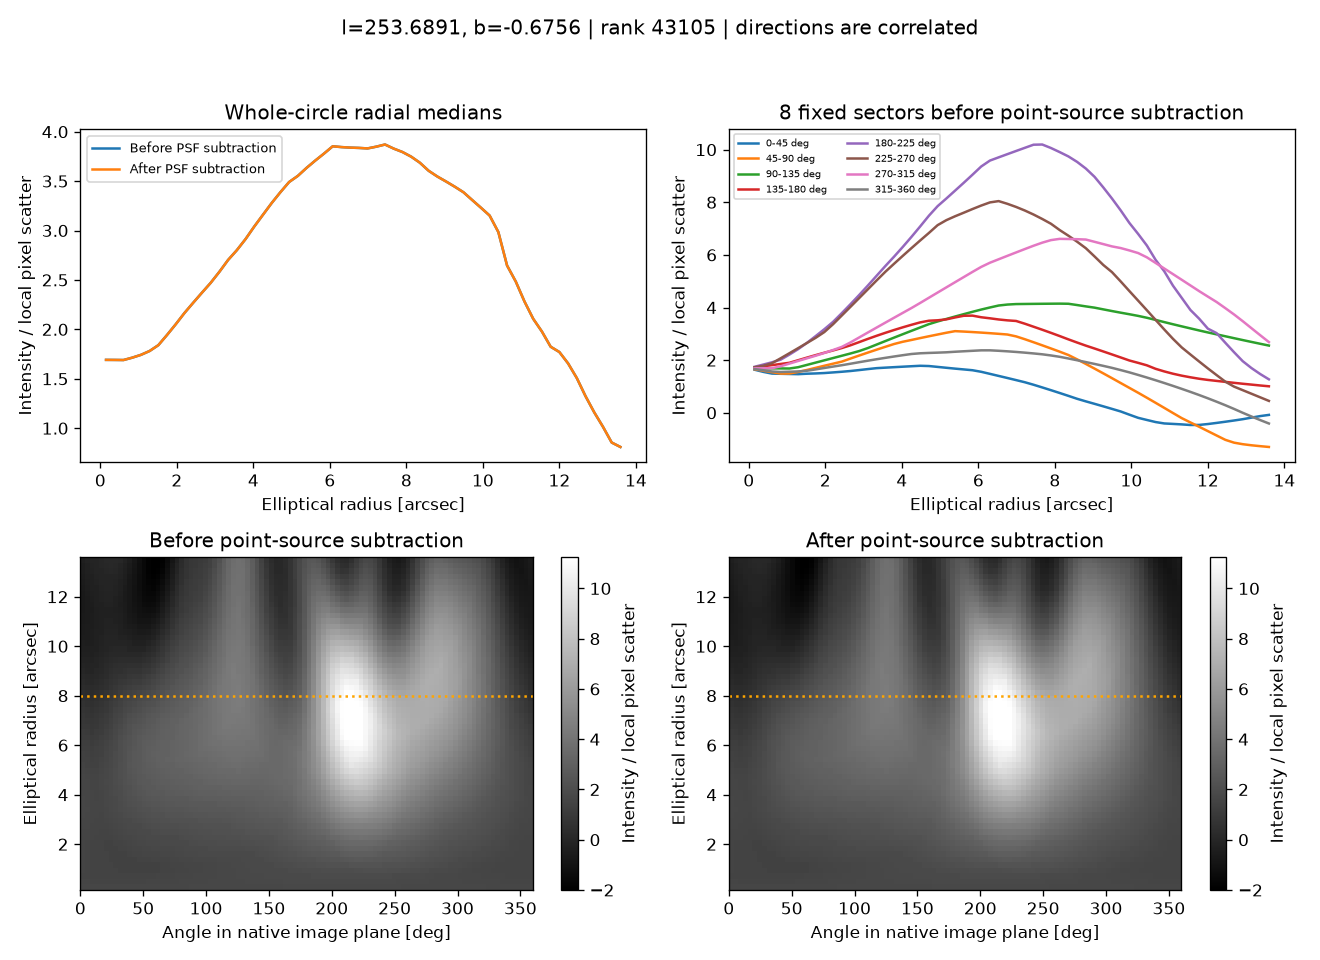 l=253.6891, b=-0.6756 | rank 43105 | directions are correlated
Whole-circle radial medians
Before PSF subtraction
After PSF subtraction
4.0
3.5
3.0
2.5
2.0
1.5
1.0
Intensity / local pixel scatter
0 2 4 6 8 10 12 14
Elliptical radius [arcsec]
8 fixed sectors before point-source subtraction
0-45 deg
45-90 deg
90-135 deg
135-180 deg
180-225 deg
225-270 deg
270-315 deg
315-360 deg
10
8
6
4
2
0
Intensity / local pixel scatter
0 2 4 6 8 10 12 14
Elliptical radius [arcsec]
Before point-source subtraction
12
10
8
6
4
2
Elliptical radius [arcsec]
0 50 100 150 200 250 300 350
Angle in native image plane [deg]
10
8
6
4
2
0
−2
Intensity / local pixel scatter
After point-source subtraction
12
10
8
6
4
2
Elliptical radius [arcsec]
0 50 100 150 200 250 300 350
Angle in native image plane [deg]
10
8
6
4
2
0
−2
Intensity / local pixel scatter